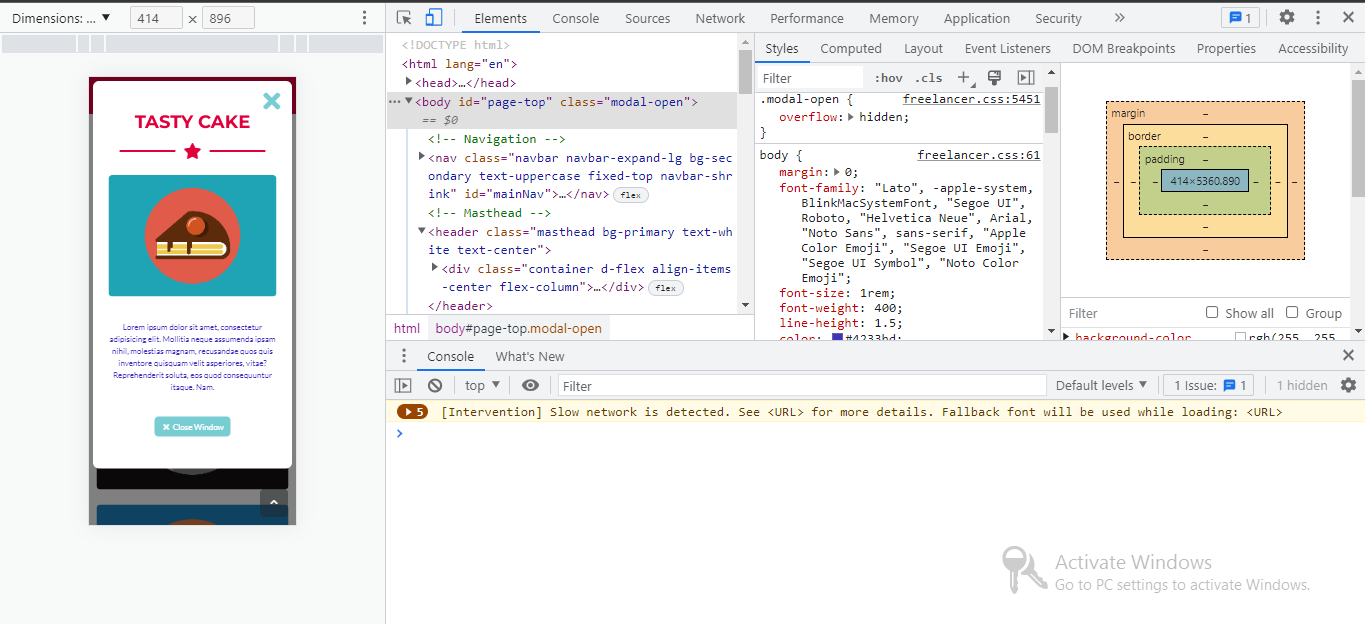 Dimensions: ... ▼ 414 × 896
Elements Console Sources Network Performance Memory Application Security » 1
TASTY CAKE
Lorem ipsum dolor sit amet, consectetur
adipisicing elit. Mollitia neque assumenda ipsam
nihil, molestias magnam, recusandae quos quis
inventore quisquam velit asperiores, vitae?
Reprehenderit soluta, eos quod consequuntur
itaque. Nam.
Close Window
<!DOCTYPE html>
<html lang="en">
<head>…</head>
<body id="page-top" class="modal-open">
== $0
<!-- Navigation -->
<nav class="navbar navbar-expand-lg bg-sec
ondary text-uppercase fixed-top navbar-shr
ink" id="mainNav">…</nav> flex
<!-- Masthead -->
<header class="masthead bg-primary text-wh
ite text-center">
<div class="container d-flex align-items
-center flex-column">…</div> flex
</header>
html body#page-top.modal-open
Styles Computed Layout Event Listeners DOM Breakpoints Properties Accessibility
Filter :hov .cls +
.modal-open { freelancer.css:5451
overflow: hidden;
}
body { freelancer.css:61
margin: 0;
font-family: "Lato", -apple-system,
BlinkMacSystemFont, "Segoe UI",
Roboto, "Helvetica Neue", Arial,
"Noto Sans", sans-serif, "Apple
Color Emoji", "Segoe UI Emoji",
"Segoe UI Symbol", "Noto Color
Emoji";
font-size: 1rem;
font-weight: 400;
line-height: 1.5;
color: #4233bd;
margin –
border –
padding –
– – – 414×5360.890 – – –
–
–
–
Filter Show all Group
background-color rgb(255, 255,
Console What's New
top ▼ Filter Default levels ▼ 1 Issue: 1 1 hidden
5 [Intervention] Slow network is detected. See <URL> for more details. Fallback font will be used while loading: <URL>
>
Activate Windows
Go to PC settings to activate Windows.